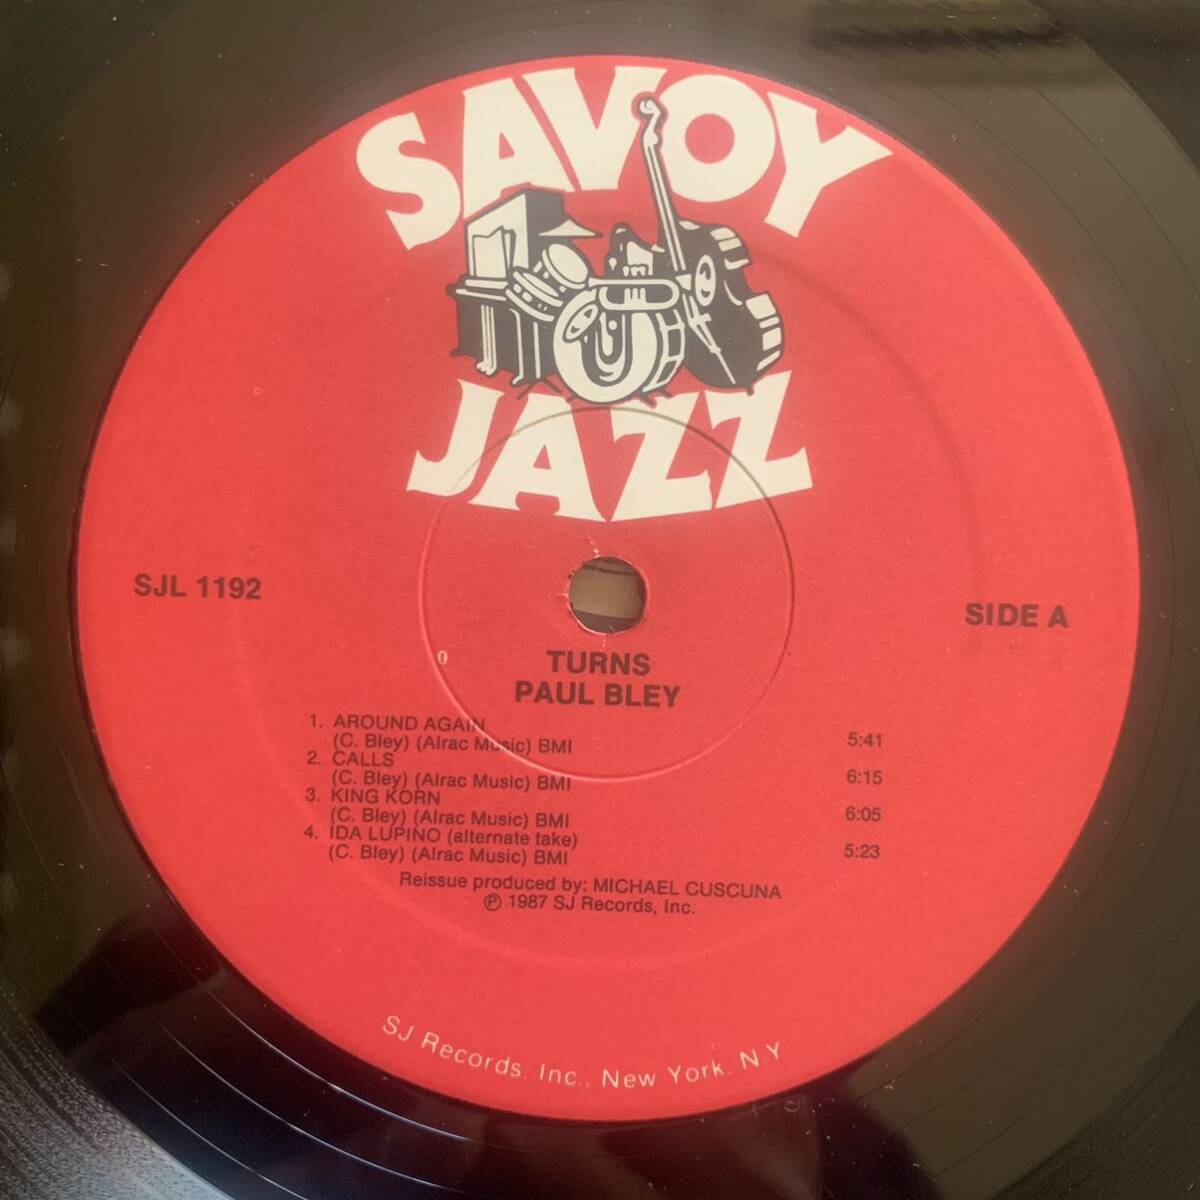 SAVOY
JAZZ
SJL 1192
SIDE A
0
TURNS
PAUL BLEY
1. AROUND AGAIN
(C. Bley) (Alrac Music) BMI 5:41
2. CALLS
(C. Bley) (Alrac Music) BMI 6:15
3. KING KORN
(C. Bley) (Alrac Music) BMI 6:05
4. IDA LUPINO (alternate take)
(C. Bley) (Alrac Music) BMI 5:23
Reissue produced by: MICHAEL CUSCUNA
℗ 1987 SJ Records, Inc.
SJ Records, Inc., New York, NY